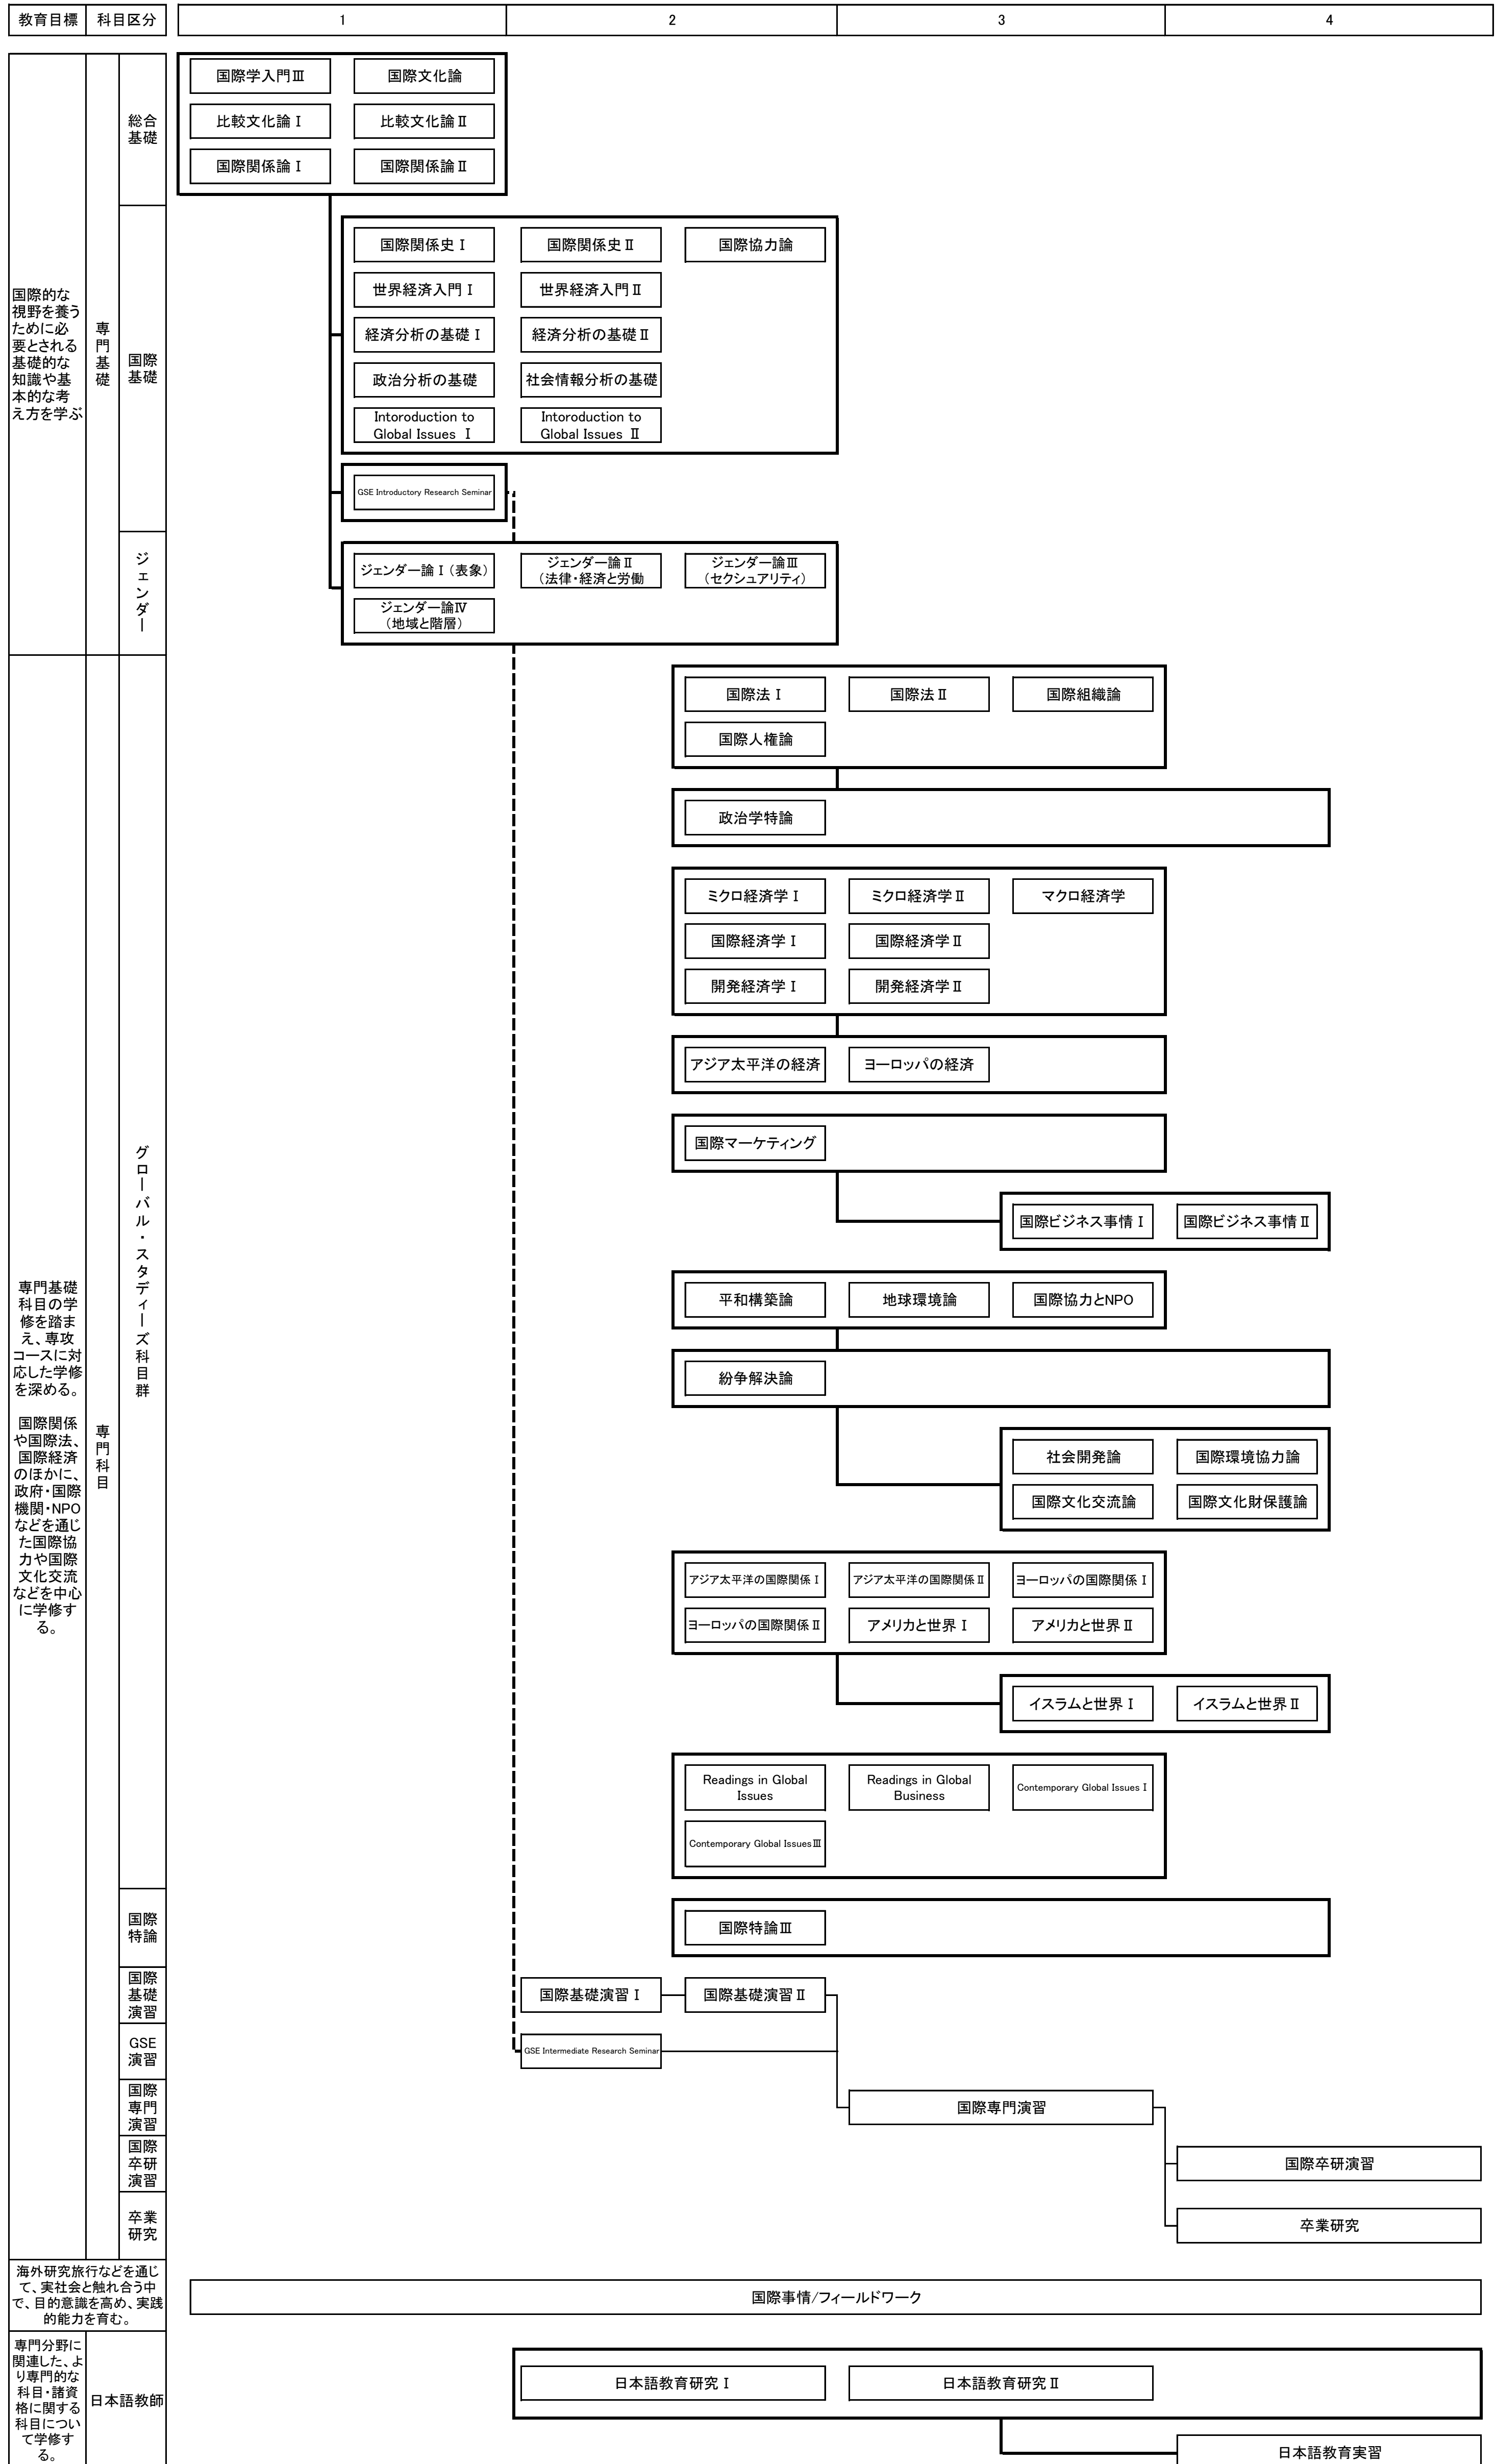 教育目標 科目区分 1 2 3 4
国際的な
視野を養う
ために必
要とされる
基礎的な
知識や基
本的な考
え方を学ぶ
専門基礎
総合
基礎
国際学入門Ⅲ 国際文化論
比較文化論Ⅰ 比較文化論Ⅱ
国際関係論Ⅰ 国際関係論Ⅱ
国際
基礎
国際関係史Ⅰ 国際関係史Ⅱ 国際協力論
世界経済入門Ⅰ 世界経済入門Ⅱ
経済分析の基礎Ⅰ 経済分析の基礎Ⅱ
政治分析の基礎 社会情報分析の基礎
Intoroduction to
Global Issues Ⅰ
Intoroduction to
Global Issues Ⅱ
GSE Introductory Research Seminar
ジェンダー
ジェンダー論Ⅰ（表象）
ジェンダー論Ⅱ
（法律・経済と労働
ジェンダー論Ⅲ
（セクシュアリティ）
ジェンダー論Ⅳ
（地域と階層）
専門基礎
科目の学
修を踏ま
え、専攻
コースに対
応した学修
を深める。
国際関係
や国際法、
国際経済
のほかに、
政府・国際
機関・NPO
などを通じ
た国際協
力や国際
文化交流
などを中心
に学修す
る。
専門科目
グローバル・スタディーズ科目群
国際法Ⅰ 国際法Ⅱ 国際組織論
国際人権論
政治学特論
ミクロ経済学Ⅰ ミクロ経済学Ⅱ マクロ経済学
国際経済学Ⅰ 国際経済学Ⅱ
開発経済学Ⅰ 開発経済学Ⅱ
アジア太平洋の経済 ヨーロッパの経済
国際マーケティング
国際ビジネス事情Ⅰ 国際ビジネス事情Ⅱ
平和構築論 地球環境論 国際協力とNPO
紛争解決論
社会開発論 国際環境協力論
国際文化交流論 国際文化財保護論
アジア太平洋の国際関係Ⅰ アジア太平洋の国際関係Ⅱ ヨーロッパの国際関係Ⅰ
ヨーロッパの国際関係Ⅱ アメリカと世界Ⅰ アメリカと世界Ⅱ
イスラムと世界Ⅰ イスラムと世界Ⅱ
Readings in Global
Issues
Readings in Global
Business
Contemporary Global Issues Ⅰ
Contemporary Global IssuesⅢ
国際
特論
国際特論Ⅲ
国際
基礎
演習
国際基礎演習Ⅰ 国際基礎演習Ⅱ
GSE
演習
GSE Intermediate Research Seminar
国際
専門
演習
国際専門演習
国際
卒研
演習
国際卒研演習
卒業
研究
卒業研究
海外研究旅行などを通じ
て、実社会と触れ合う中
で、目的意識を高め、実践
的能力を育む。
国際事情/フィールドワーク
専門分野に
関連した、よ
り専門的な
科目・諸資
格に関する
科目につい
て学修す
る。
日本語教師
日本語教育研究Ⅰ 日本語教育研究Ⅱ
日本語教育実習